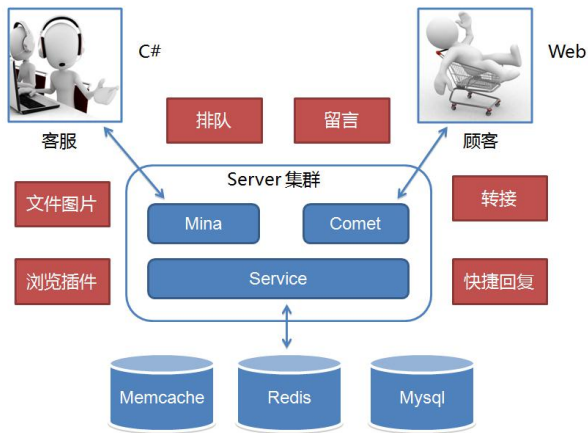 C#
Web
客服
排队
留言
顾客
Server 集群
文件图片
Mina
Comet
转接
浏览插件
Service
快捷回复
Memcache
Redis
Mysql